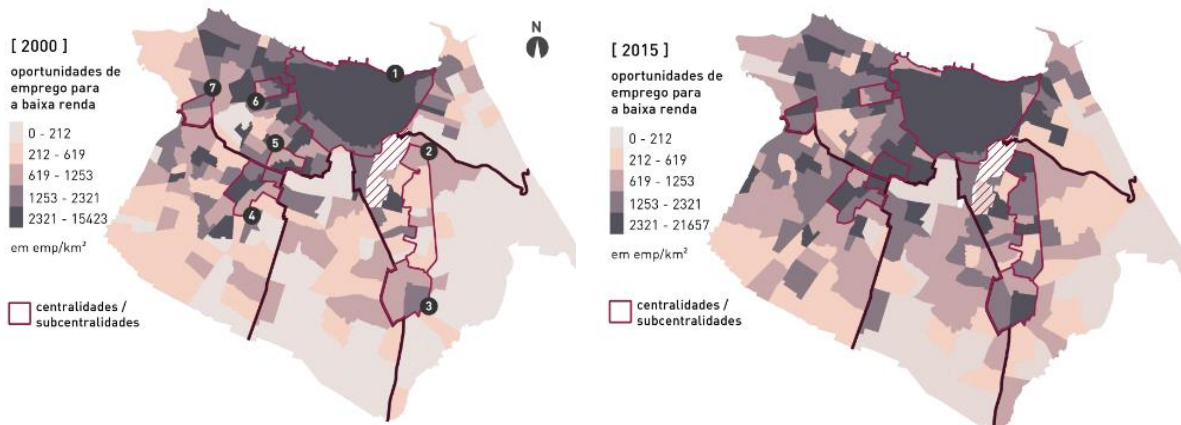 [ 2000 ]
oportunidades de
emprego para
a baixa renda
0 - 212
212 - 619
619 - 1253
1253 - 2321
2321 - 15423
em emp/km²
centralidades /
subcentralidades
N
1
2
3
4
5
6
7
[ 2015 ]
oportunidades de
emprego para
a baixa renda
0 - 212
212 - 619
619 - 1253
1253 - 2321
2321 - 21657
em emp/km²
centralidades /
subcentralidades